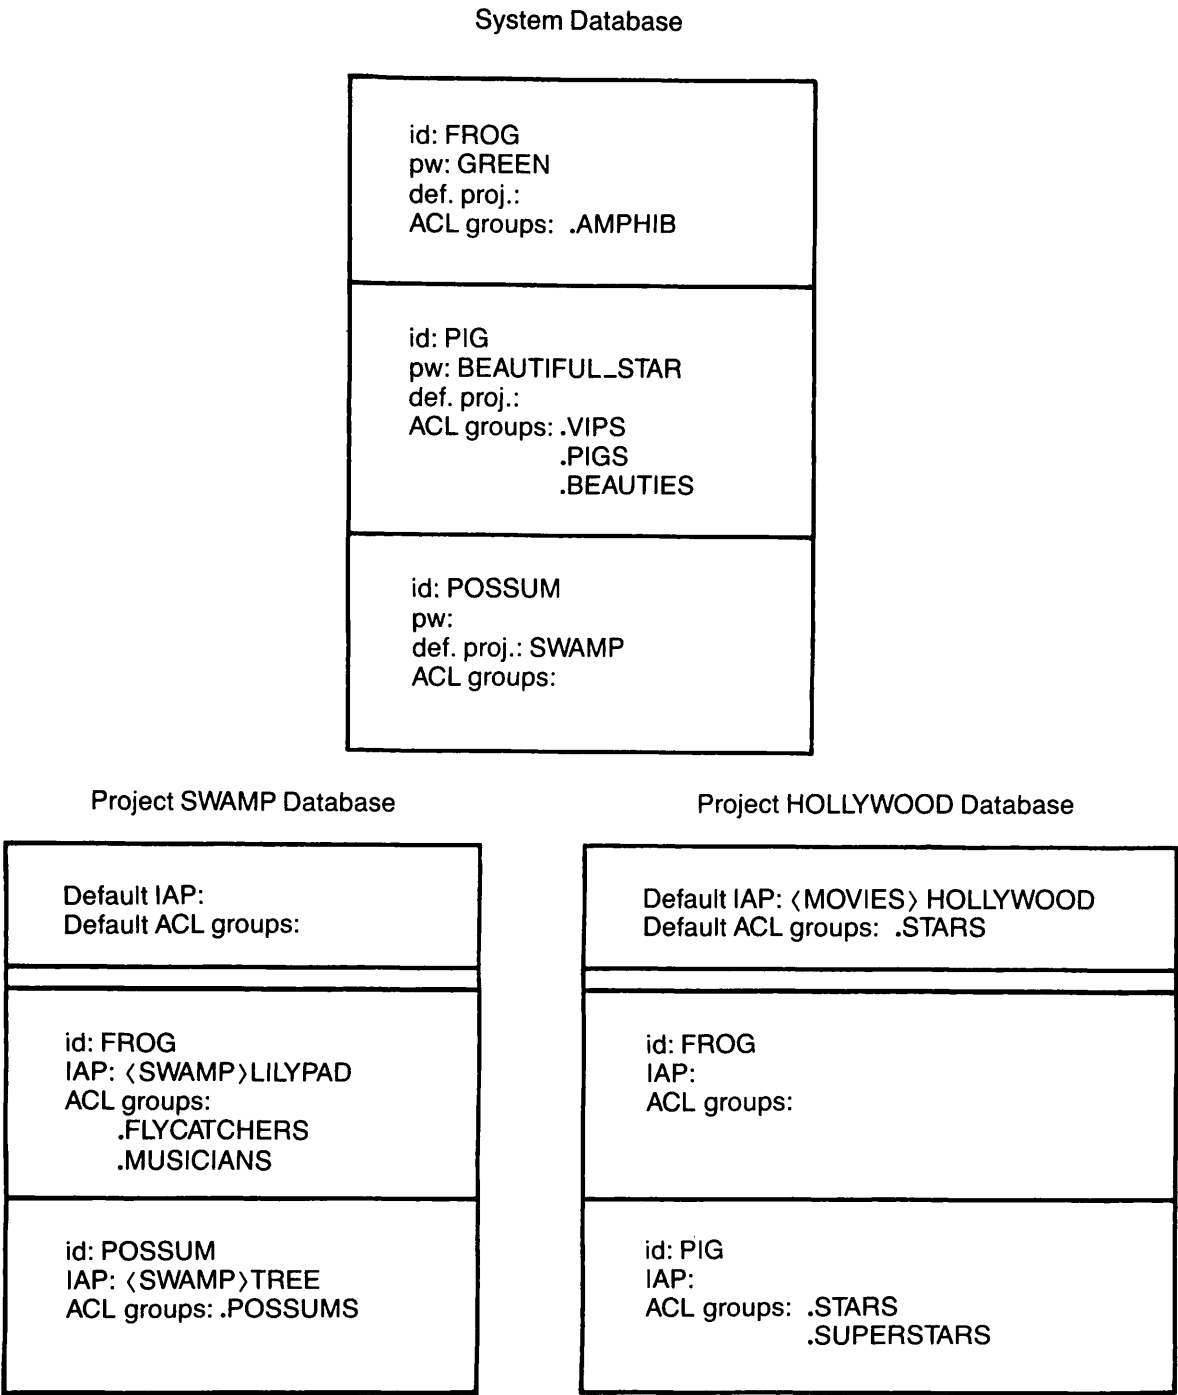 System Database
id: FROG
pw: GREEN
def. proj.:
ACL groups: .AMPHIB
id: PIG
pw: BEAUTIFUL_STAR
def. proj.:
ACL groups: .VIPS
.PIGS
.BEAUTIES
id: POSSUM
pw:
def. proj.: SWAMP
ACL groups:
Project SWAMP Database
Default IAP:
Default ACL groups:
id: FROG
IAP: ⟨SWAMP⟩LILYPAD
ACL groups:
.FLYCATCHERS
.MUSICIANS
id: POSSUM
IAP: ⟨SWAMP⟩TREE
ACL groups: .POSSUMS
Project HOLLYWOOD Database
Default IAP: ⟨MOVIES⟩ HOLLYWOOD
Default ACL groups: .STARS
id: FROG
IAP:
ACL groups:
id: PIG
IAP:
ACL groups: .STARS
.SUPERSTARS